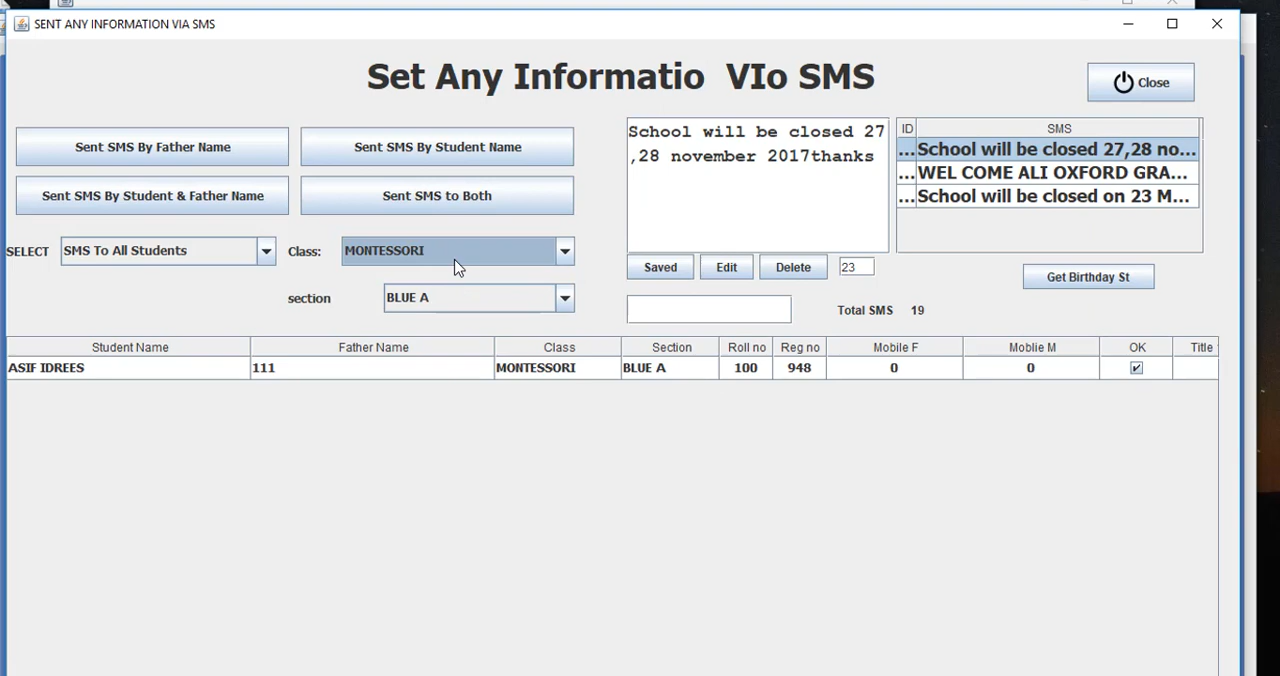 SENT ANY INFORMATION VIA SMS
Set Any Informatio VIo SMS
Close
Sent SMS By Father Name
Sent SMS By Student Name
Sent SMS By Student & Father Name
Sent SMS to Both
SELECT
SMS To All Students
Class:
MONTESSORI
section
BLUE A
School will be closed 27
,28 november 2017thanks
ID SMS
... School will be closed 27,28 no...
... WEL COME ALI OXFORD GRA...
... School will be closed on 23 M...
Saved
Edit
Delete
23
Get Birthday St
Total SMS 19
Student Name Father Name Class Section Roll no Reg no Mobile F Moblie M OK Title
ASIF IDREES 111 MONTESSORI BLUE A 100 948 0 0